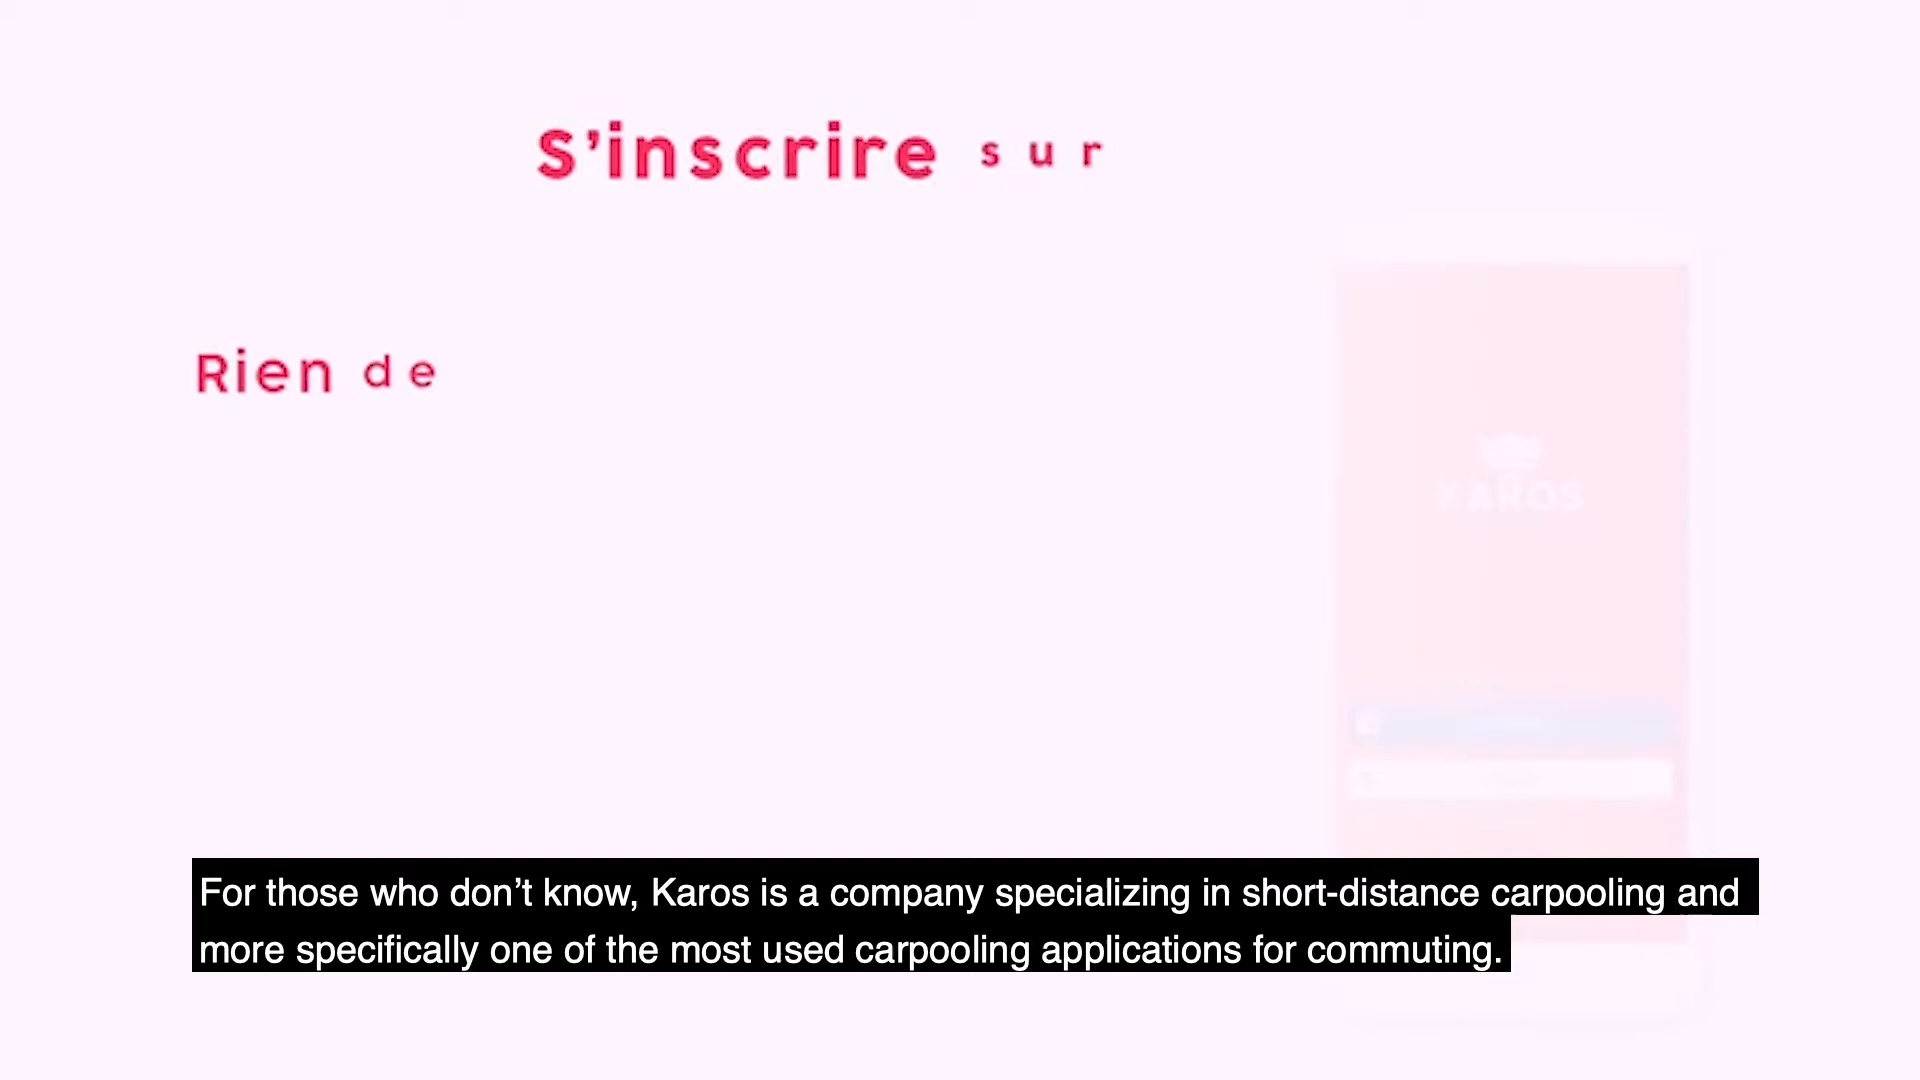 S'inscrire sur
Rien de
KAROS
For those who don’t know, Karos is a company specializing in short-distance carpooling and
more specifically one of the most used carpooling applications for commuting.